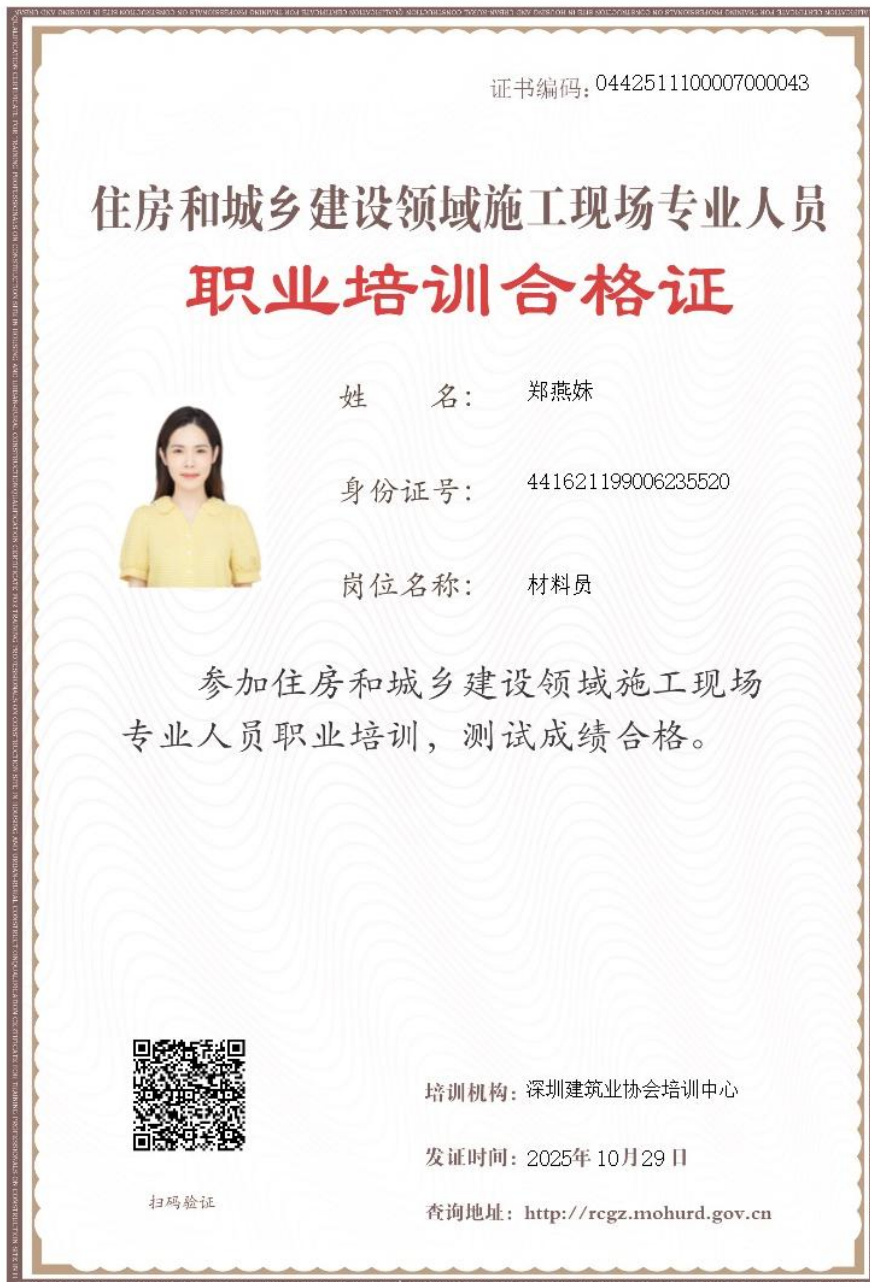 证书编码:0442511100007000043
住房和城乡建设领域施工现场专业人员
职业培训合格证
姓 名: 郑燕妹
身份证号: 441621199006235520
岗位名称: 材料员
参加住房和城乡建设领域施工现场
专业人员职业培训，测试成绩合格。
培训机构: 深圳建筑业协会培训中心
发证时间: 2025年10月29日
扫码验证
查询地址: http://rcgz.mohurd.gov.cn